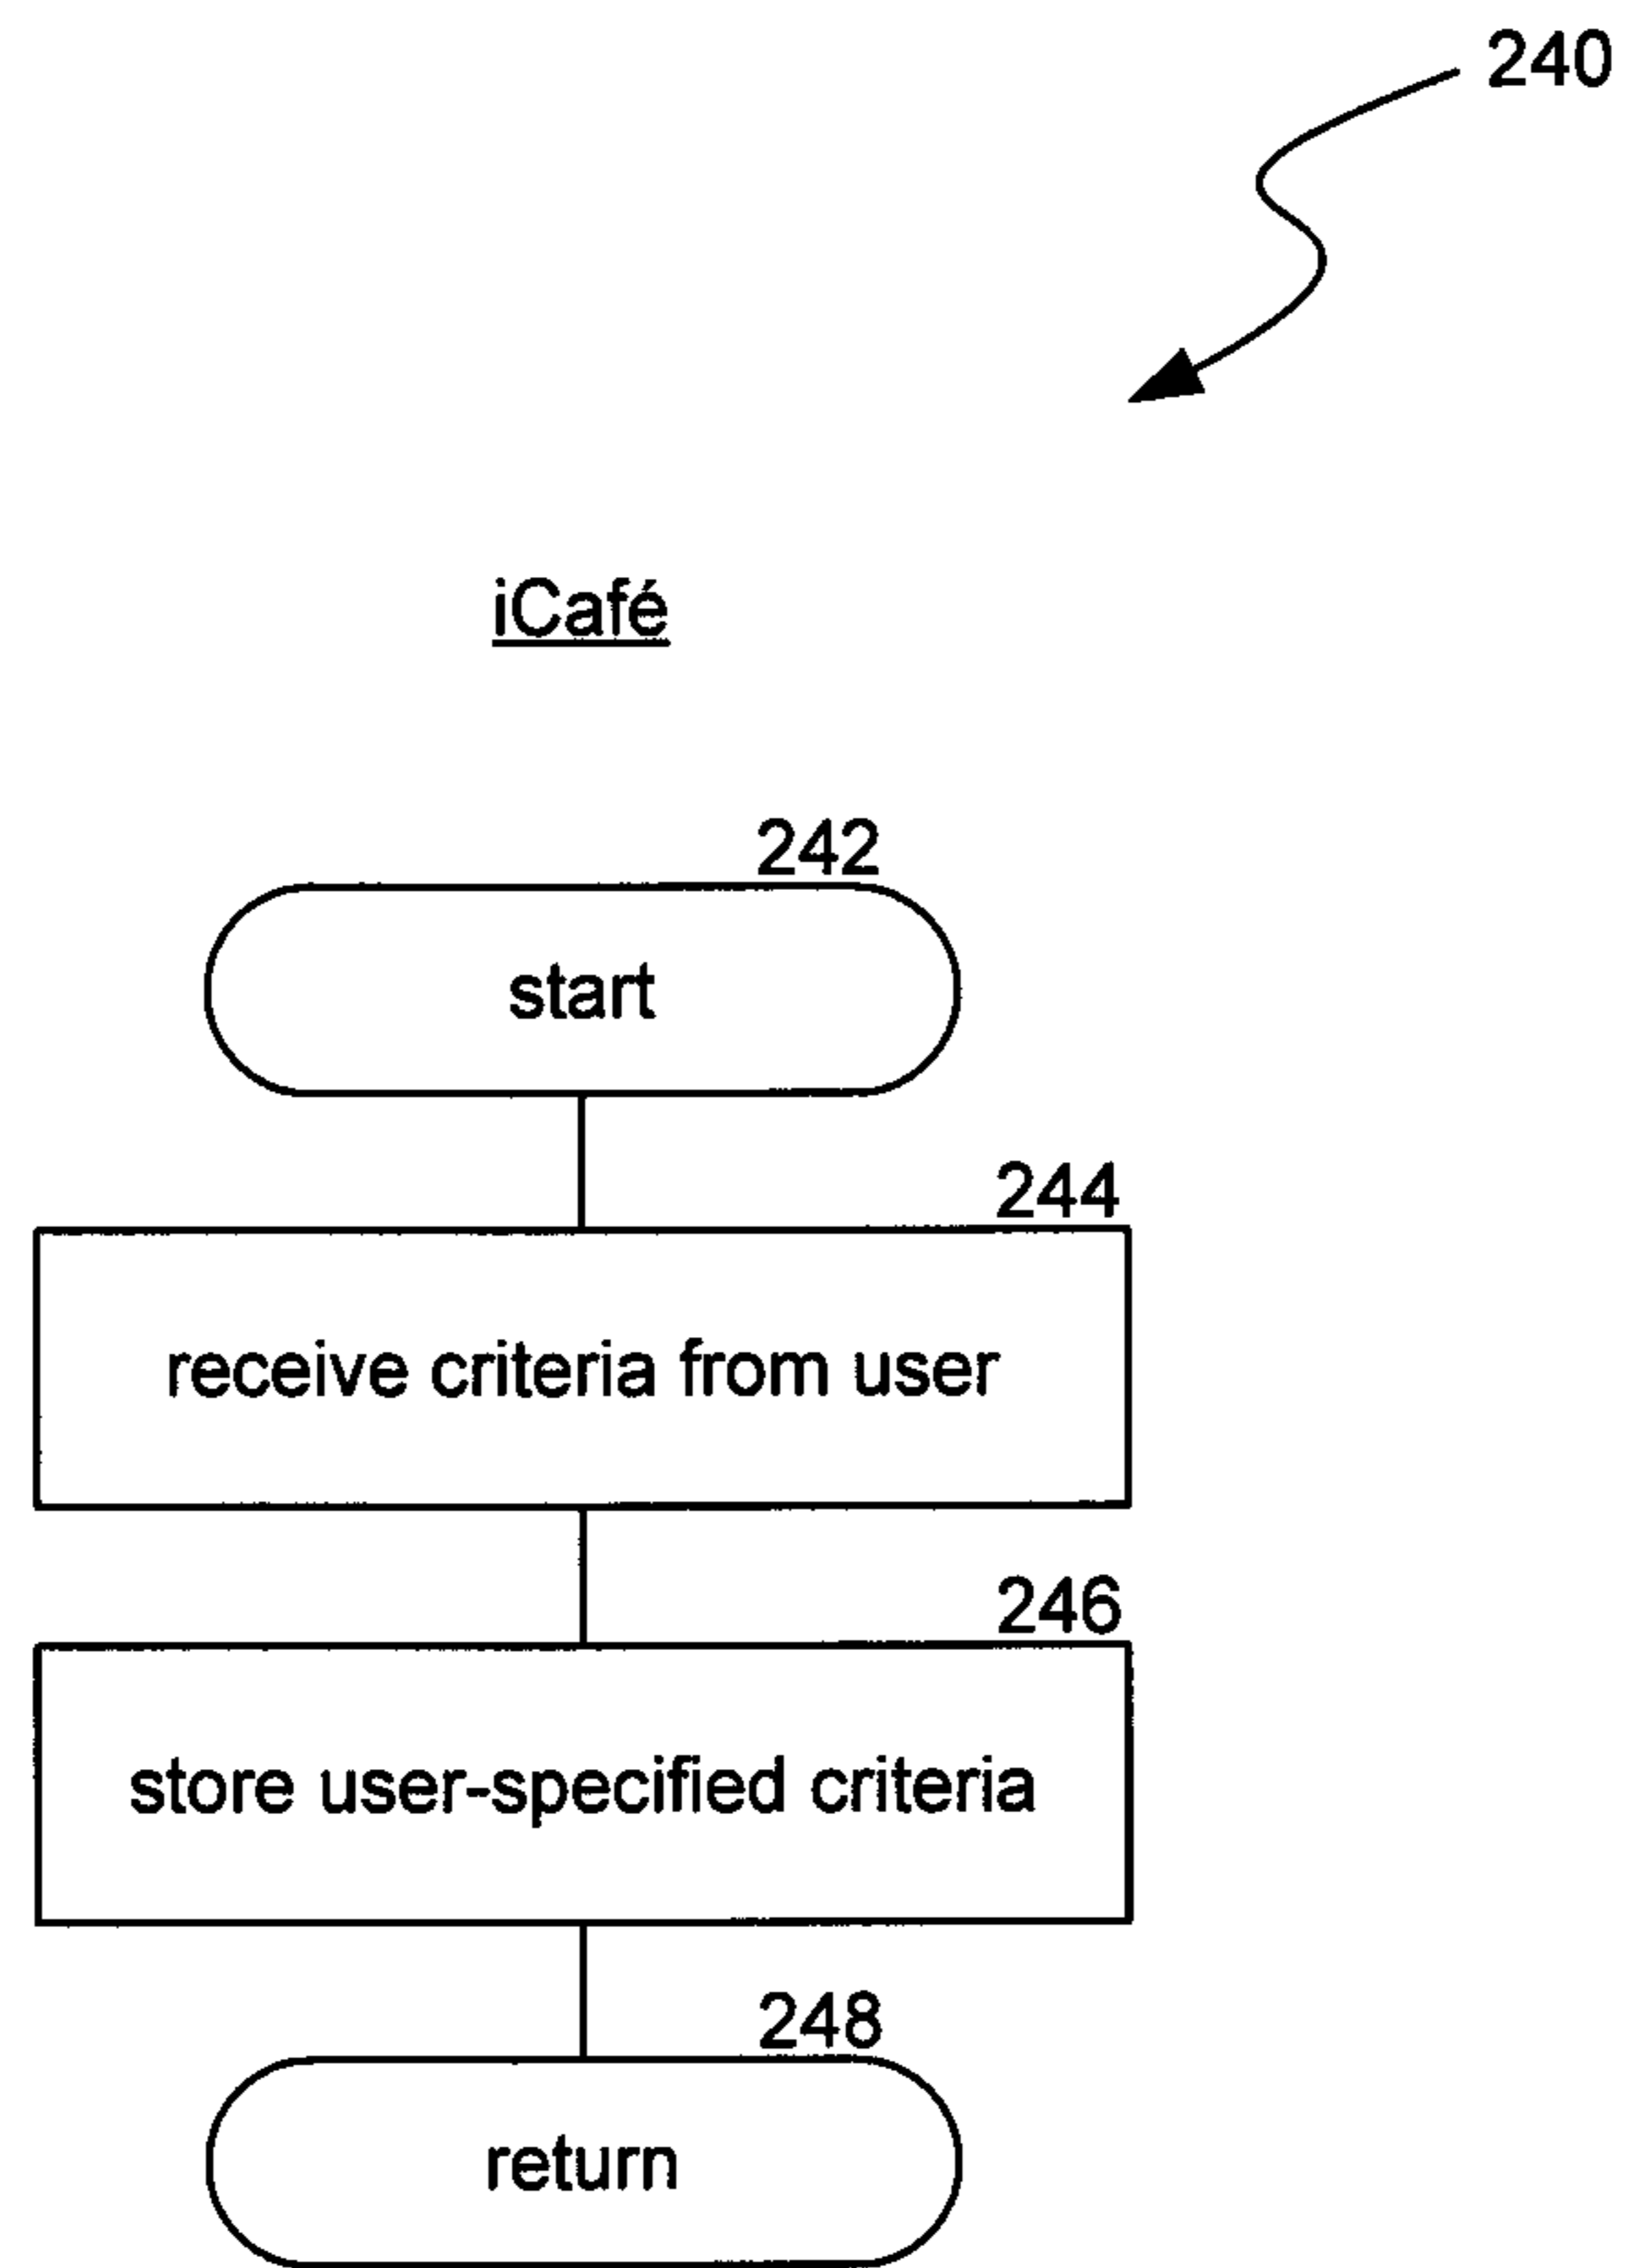 240
iCafé
242
start
244
receive criteria from user
246
store user-specified criteria
248
return